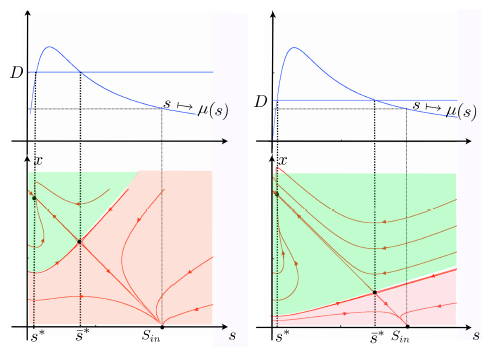 D
s ↦ μ(s)
x
s* s̄* S_in s
D
s ↦ μ(s)
x
s* s̄* S_in s